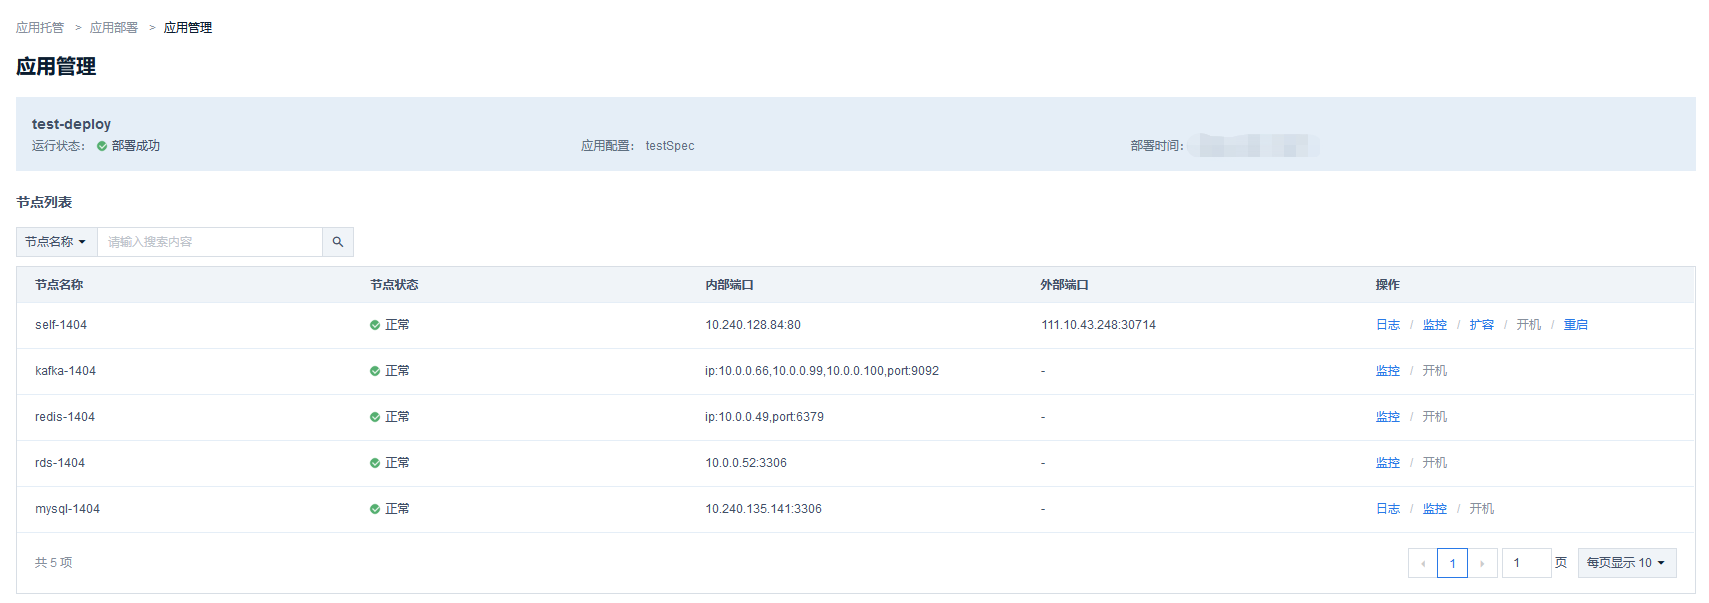 应用托管 > 应用部署 > 应用管理
应用管理
test-deploy
运行状态： 部署成功 应用配置： testSpec 部署时间：
节点列表
节点名称 请输入搜索内容
节点名称 节点状态 内部端口 外部端口 操作
self-1404 正常 10.240.128.84:80 111.10.43.248:30714 日志 / 监控 / 扩容 / 开机 / 重启
kafka-1404 正常 ip:10.0.0.66,10.0.0.99,10.0.0.100,port:9092 - 监控 / 开机
redis-1404 正常 ip:10.0.0.49,port:6379 - 监控 / 开机
rds-1404 正常 10.0.0.52:3306 - 监控 / 开机
mysql-1404 正常 10.240.135.141:3306 - 日志 / 监控 / 开机
共 5 项 1 1 页 每页显示 10